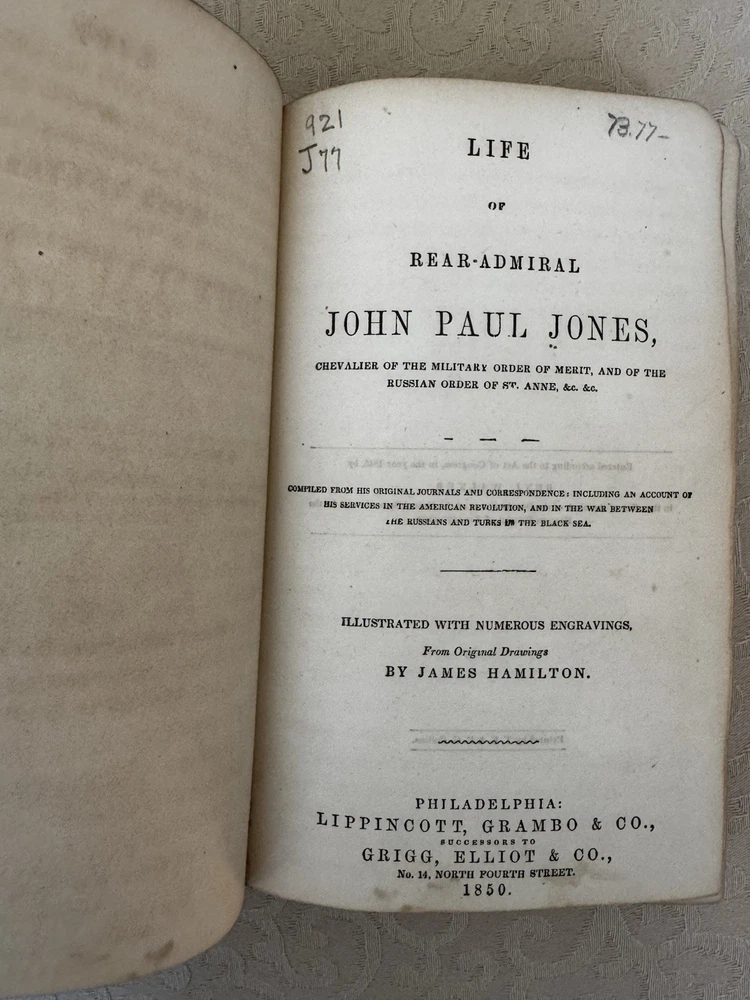 921
J77
73.77-
LIFE
OF
REAR-ADMIRAL
JOHN PAUL JONES,
CHEVALIER OF THE MILITARY ORDER OF MERIT, AND OF THE
RUSSIAN ORDER OF ST. ANNE, &c. &c.
COMPILED FROM HIS ORIGINAL JOURNALS AND CORRESPONDENCE: INCLUDING AN ACCOUNT OF
HIS SERVICES IN THE AMERICAN REVOLUTION, AND IN THE WAR BETWEEN
THE RUSSIANS AND TURKS IN THE BLACK SEA.
ILLUSTRATED WITH NUMEROUS ENGRAVINGS,
From Original Drawings
BY JAMES HAMILTON.
PHILADELPHIA:
LIPPINCOTT, GRAMBO & CO.,
SUCCESSORS TO
GRIGG, ELLIOT & CO.,
No. 14, NORTH FOURTH STREET.
1850.